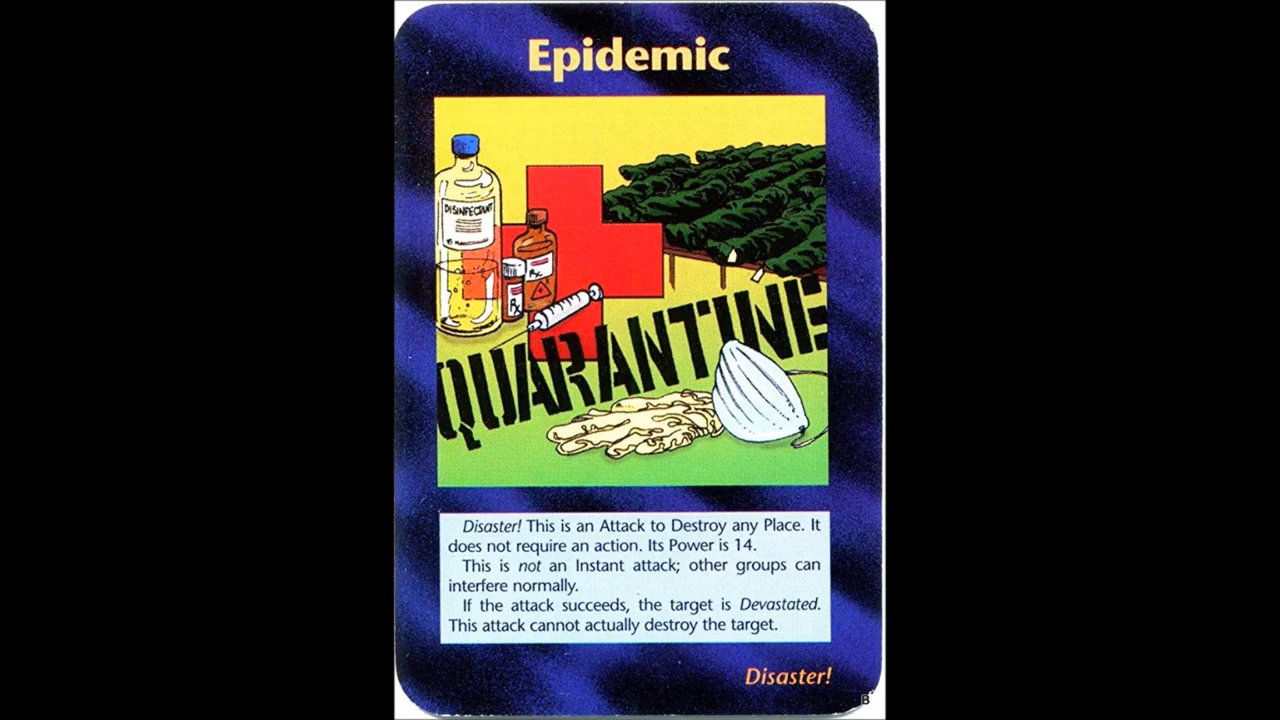 Epidemic
DISINFECTANT
Rx
Rx
QUARANTINE
Disaster! This is an Attack to Destroy any Place. It
does not require an action. Its Power is 14.
This is not an Instant attack; other groups can
interfere normally.
If the attack succeeds, the target is Devastated.
This attack cannot actually destroy the target.
Disaster!
B